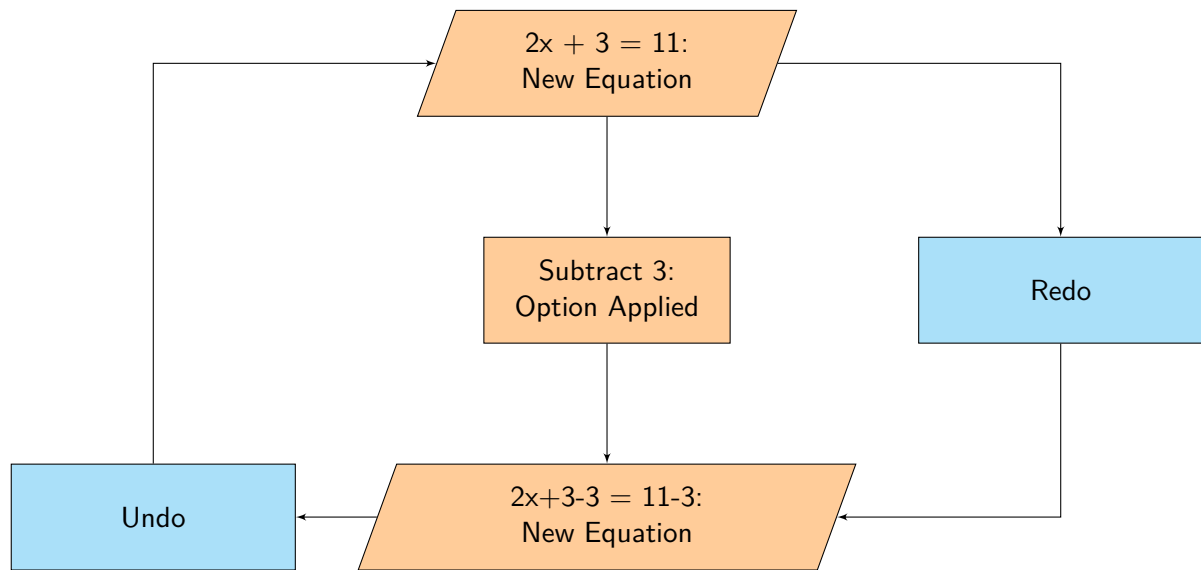 2x + 3 = 11:
New Equation
Subtract 3:
Option Applied
Redo
Undo
2x+3-3 = 11-3:
New Equation